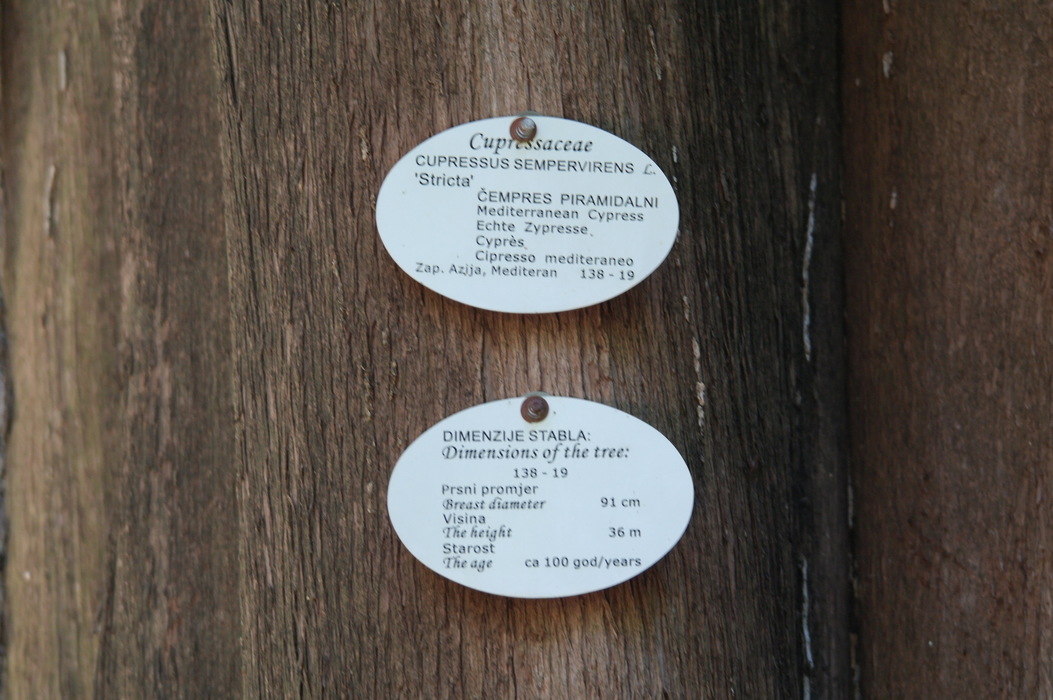 Cupressaceae
CUPRESSUS SEMPERVIRENS L.
'Stricta'
ČEMPRES PIRAMIDALNI
Mediterranean Cypress
Echte Zypresse
Cyprès
Cipresso mediteraneo
Zap. Azija, Mediteran 138 - 19
DIMENZIJE STABLA:
Dimensions of the tree:
138 - 19
Prsni promjer
Breast diameter 91 cm
Visina
The height 36 m
Starost
The age ca 100 god/years